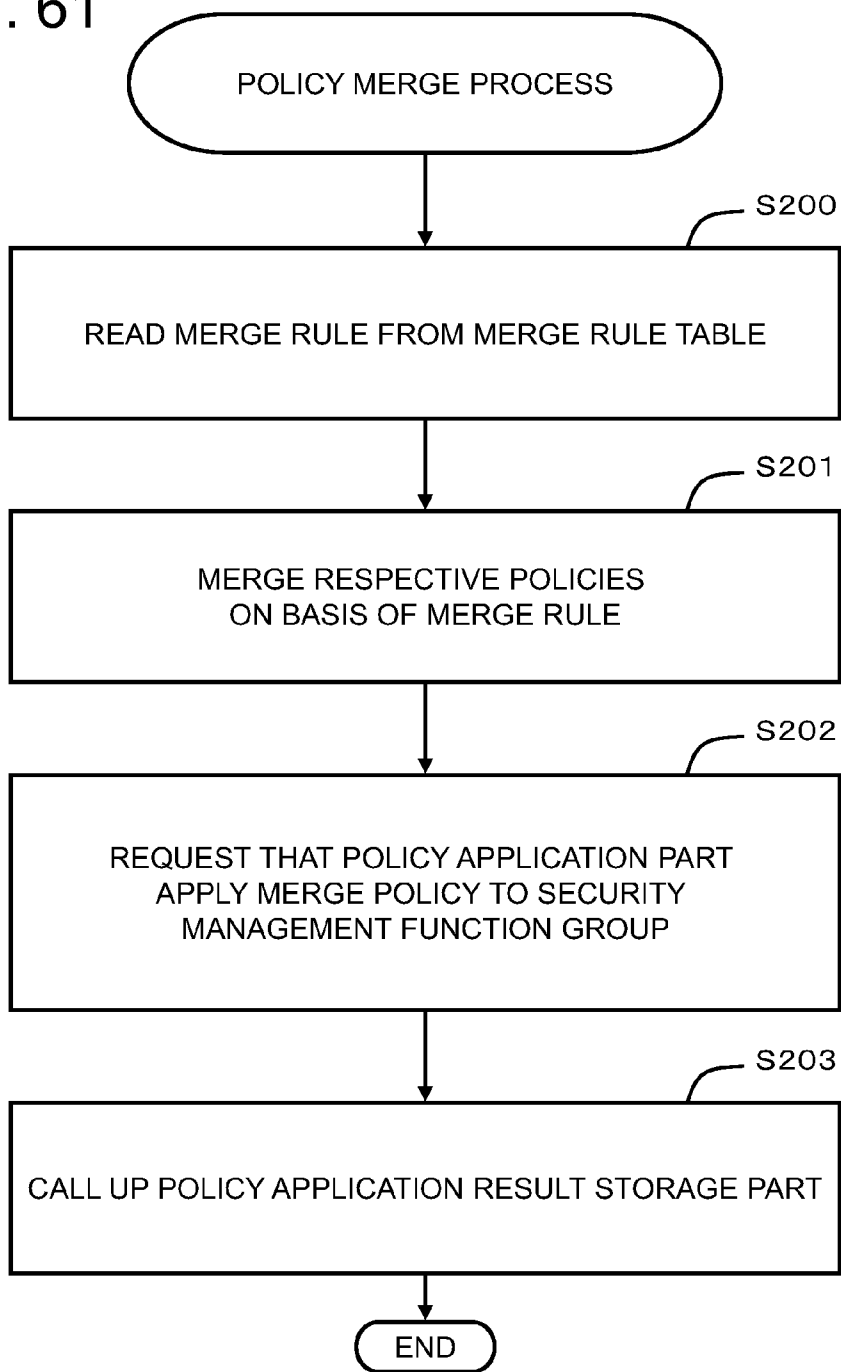 . 61
POLICY MERGE PROCESS
S200
READ MERGE RULE FROM MERGE RULE TABLE
S201
MERGE RESPECTIVE POLICIES
ON BASIS OF MERGE RULE
S202
REQUEST THAT POLICY APPLICATION PART
APPLY MERGE POLICY TO SECURITY
MANAGEMENT FUNCTION GROUP
S203
CALL UP POLICY APPLICATION RESULT STORAGE PART
END